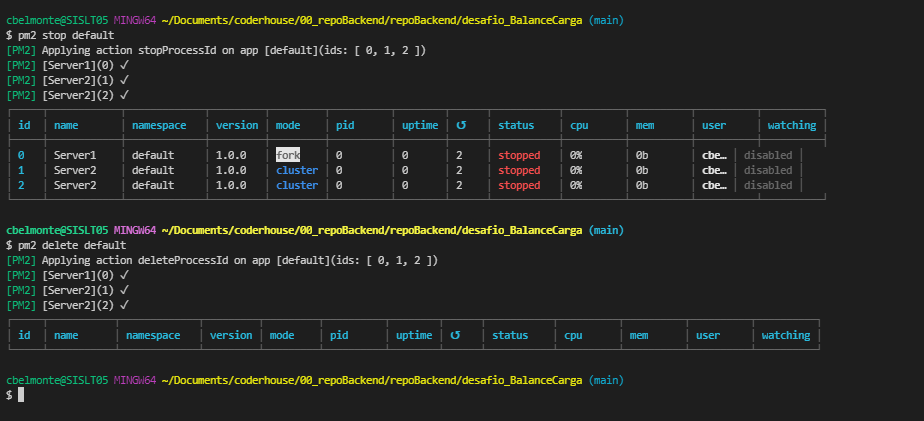 cbelmonte@SISLT05 MINGW64 ~/Documents/coderhouse/00_repoBackend/repoBackend/desafio_BalanceCarga (main)
$ pm2 stop default
[PM2] Applying action stopProcessId on app [default](ids: [ 0, 1, 2 ])
[PM2] [Server1](0) ✓
[PM2] [Server2](1) ✓
[PM2] [Server2](2) ✓
id name namespace version mode pid uptime ↺ status cpu mem user watching
0 Server1 default 1.0.0 fork 0 0 2 stopped 0% 0b cbe… disabled
1 Server2 default 1.0.0 cluster 0 0 2 stopped 0% 0b cbe… disabled
2 Server2 default 1.0.0 cluster 0 0 2 stopped 0% 0b cbe… disabled
cbelmonte@SISLT05 MINGW64 ~/Documents/coderhouse/00_repoBackend/repoBackend/desafio_BalanceCarga (main)
$ pm2 delete default
[PM2] Applying action deleteProcessId on app [default](ids: [ 0, 1, 2 ])
[PM2] [Server1](0) ✓
[PM2] [Server2](1) ✓
[PM2] [Server2](2) ✓
id name namespace version mode pid uptime ↺ status cpu mem user watching
cbelmonte@SISLT05 MINGW64 ~/Documents/coderhouse/00_repoBackend/repoBackend/desafio_BalanceCarga (main)
$